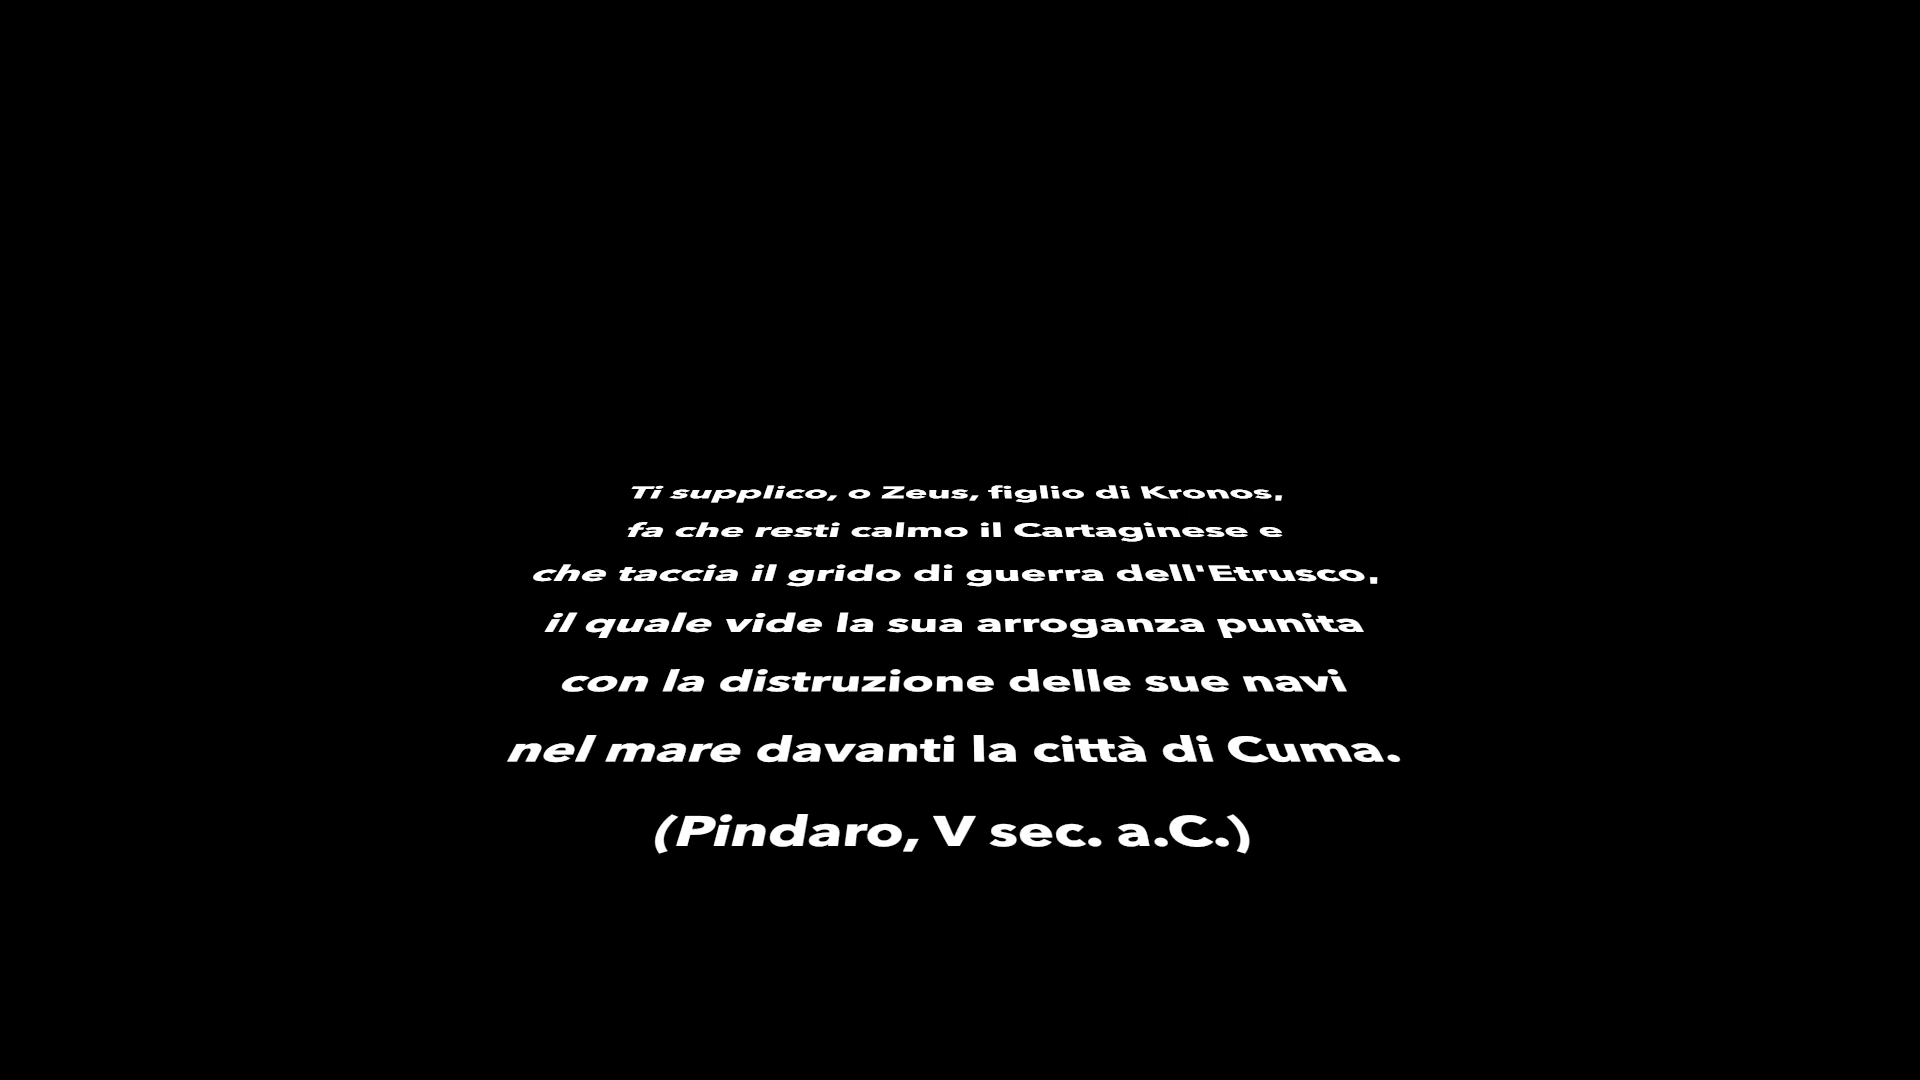 Ti supplico, o Zeus, figlio di Kronos,
fa che resti calmo il Cartaginese e
che taccia il grido di guerra dell'Etrusco,
il quale vide la sua arroganza punita
con la distruzione delle sue navi
nel mare davanti la città di Cuma.
(Pindaro, V sec. a.C.)